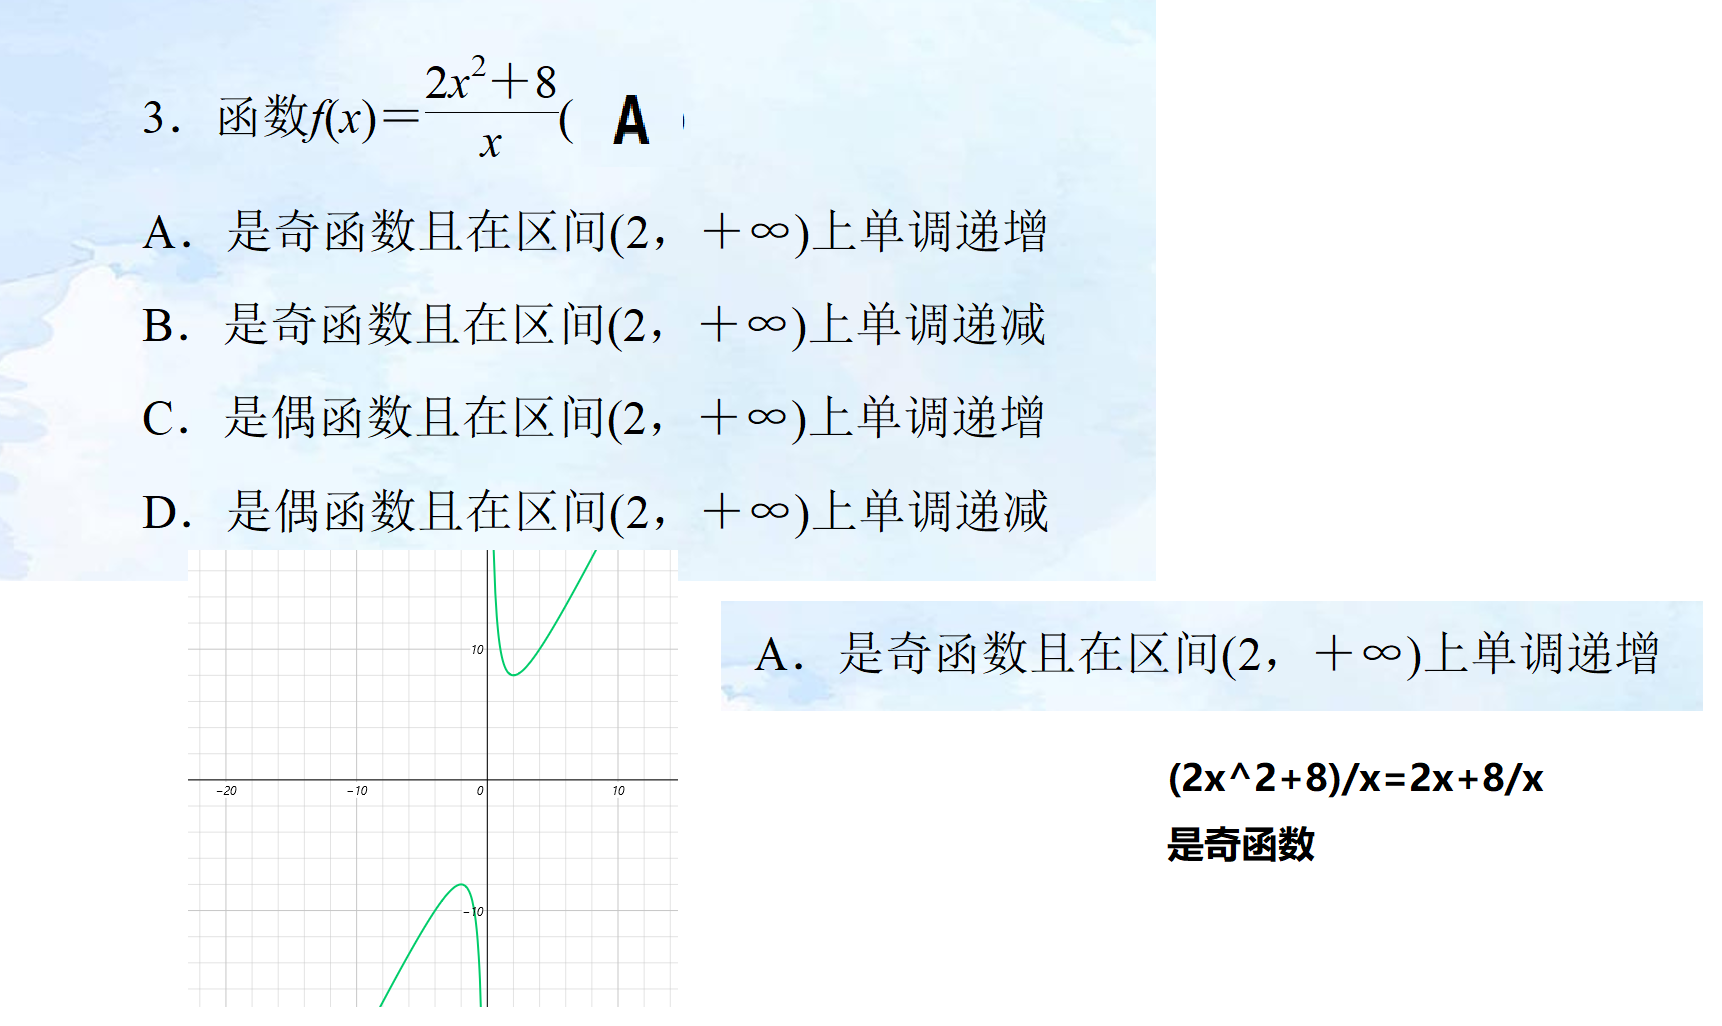 3．函数f(x)＝(2x²＋8)/x( A
A．是奇函数且在区间(2，＋∞)上单调递增
B．是奇函数且在区间(2，＋∞)上单调递减
C．是偶函数且在区间(2，＋∞)上单调递增
D．是偶函数且在区间(2，＋∞)上单调递减
10
−20 −10 0 10
−10
A．是奇函数且在区间(2，＋∞)上单调递增
(2x^2+8)/x=2x+8/x
是奇函数